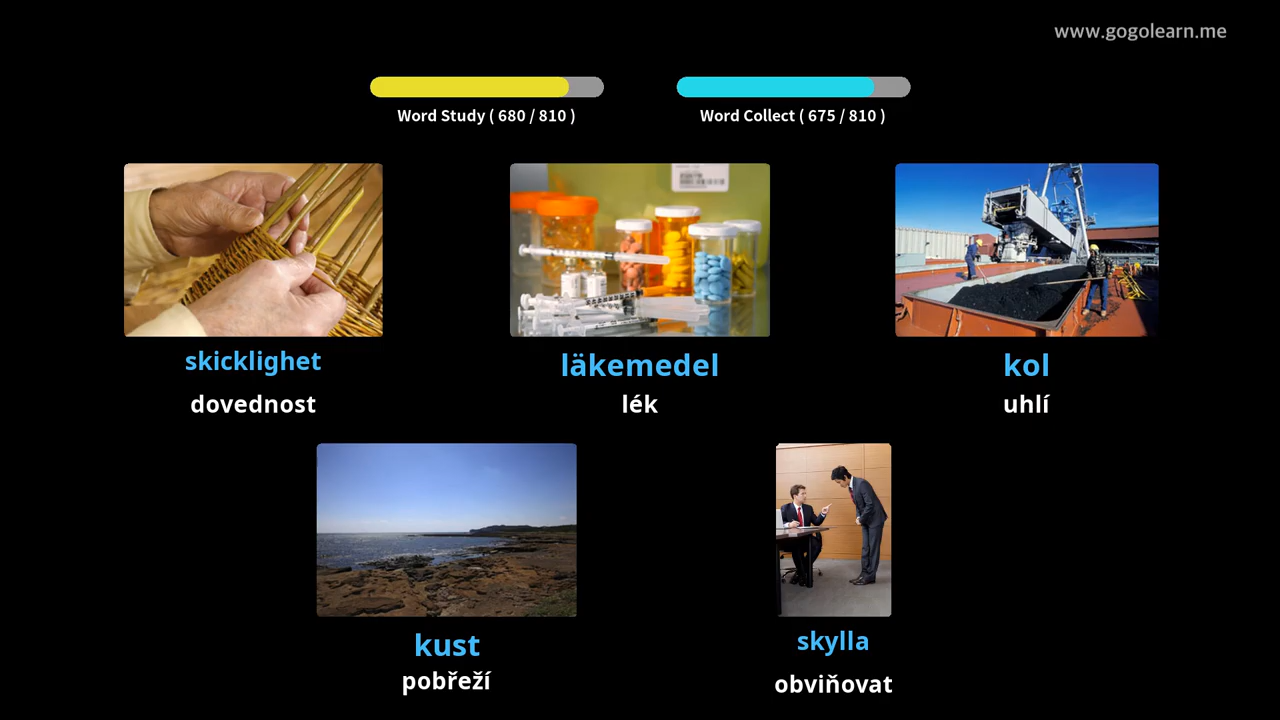 www.gogolearn.me
Word Study ( 680 / 810 )
Word Collect ( 675 / 810 )
skicklighet
dovednost
läkemedel
lék
kol
uhlí
kust
pobřeží
skylla
obviňovat